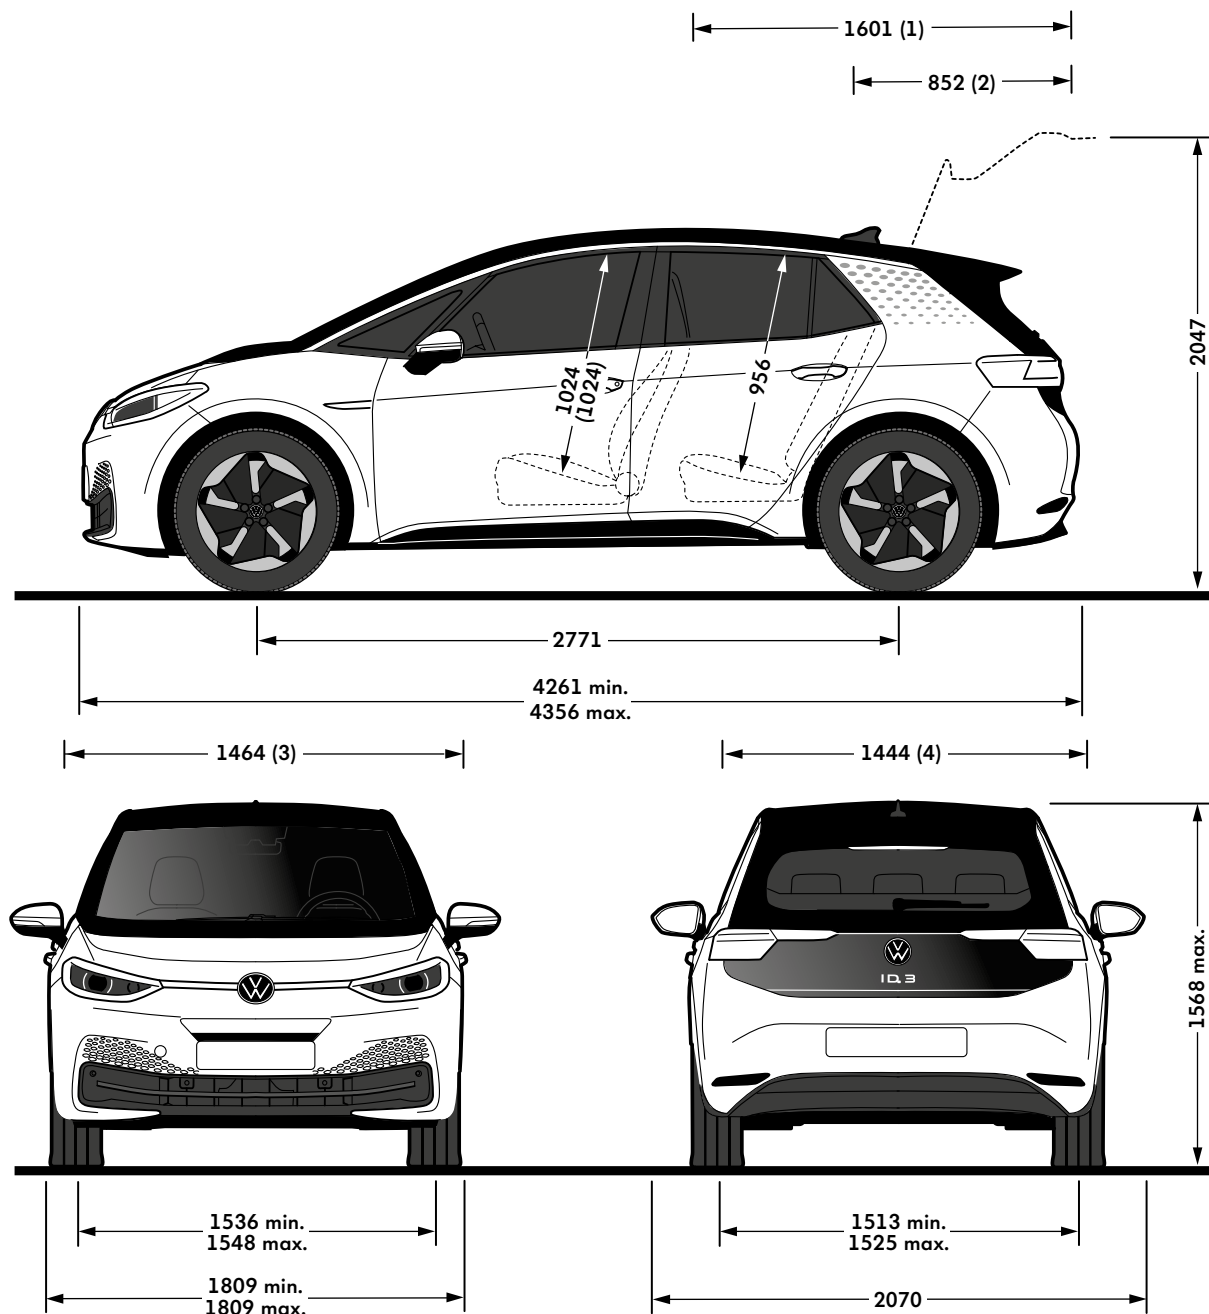 1601 (1)
852 (2)
2047
1024
(1024)
956
2771
4261 min.
4356 max.
1464 (3)
1444 (4)
ID.3
1568 max.
1536 min.
1548 max.
1513 min.
1525 max.
1809 min.
1809 max.
2070